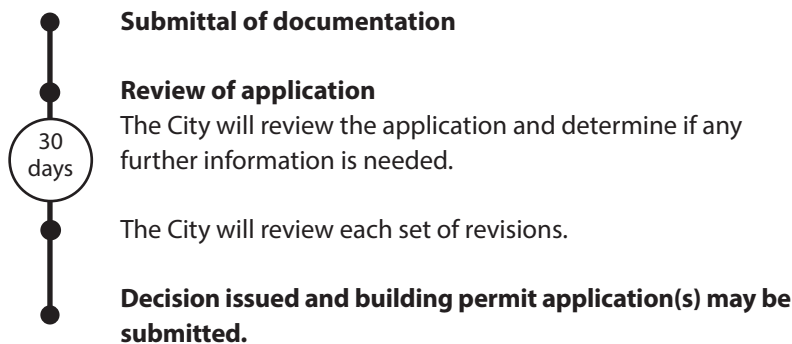 Submittal of documentation
Review of application
The City will review the application and determine if any
30
days
further information is needed.
The City will review each set of revisions.
Decision issued and building permit application(s) may be
submitted.